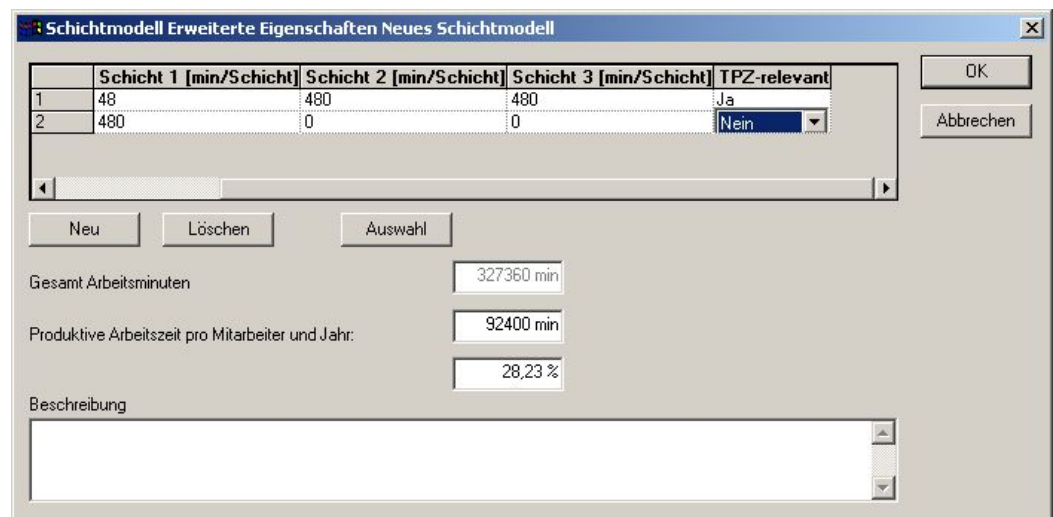 Schichtmodell Erweiterte Eigenschaften Neues Schichtmodell
Schicht 1 [min/Schicht] Schicht 2 [min/Schicht] Schicht 3 [min/Schicht] TPZ-relevant
1 48 480 480 Ja
2 480 0 0 Nein
OK
Abbrechen
Neu Löschen Auswahl
Gesamt Arbeitsminuten 327360 min
Produktive Arbeitszeit pro Mitarbeiter und Jahr: 92400 min
28,23 %
Beschreibung